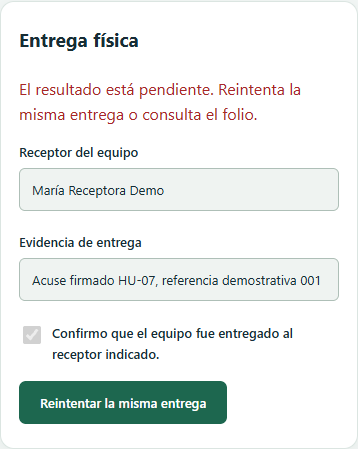 Entrega física
El resultado está pendiente. Reintenta la
misma entrega o consulta el folio.
Receptor del equipo
María Receptora Demo
Evidencia de entrega
Acuse firmado HU-07, referencia demostrativa 001
Confirmo que el equipo fue entregado al
receptor indicado.
Reintentar la misma entrega